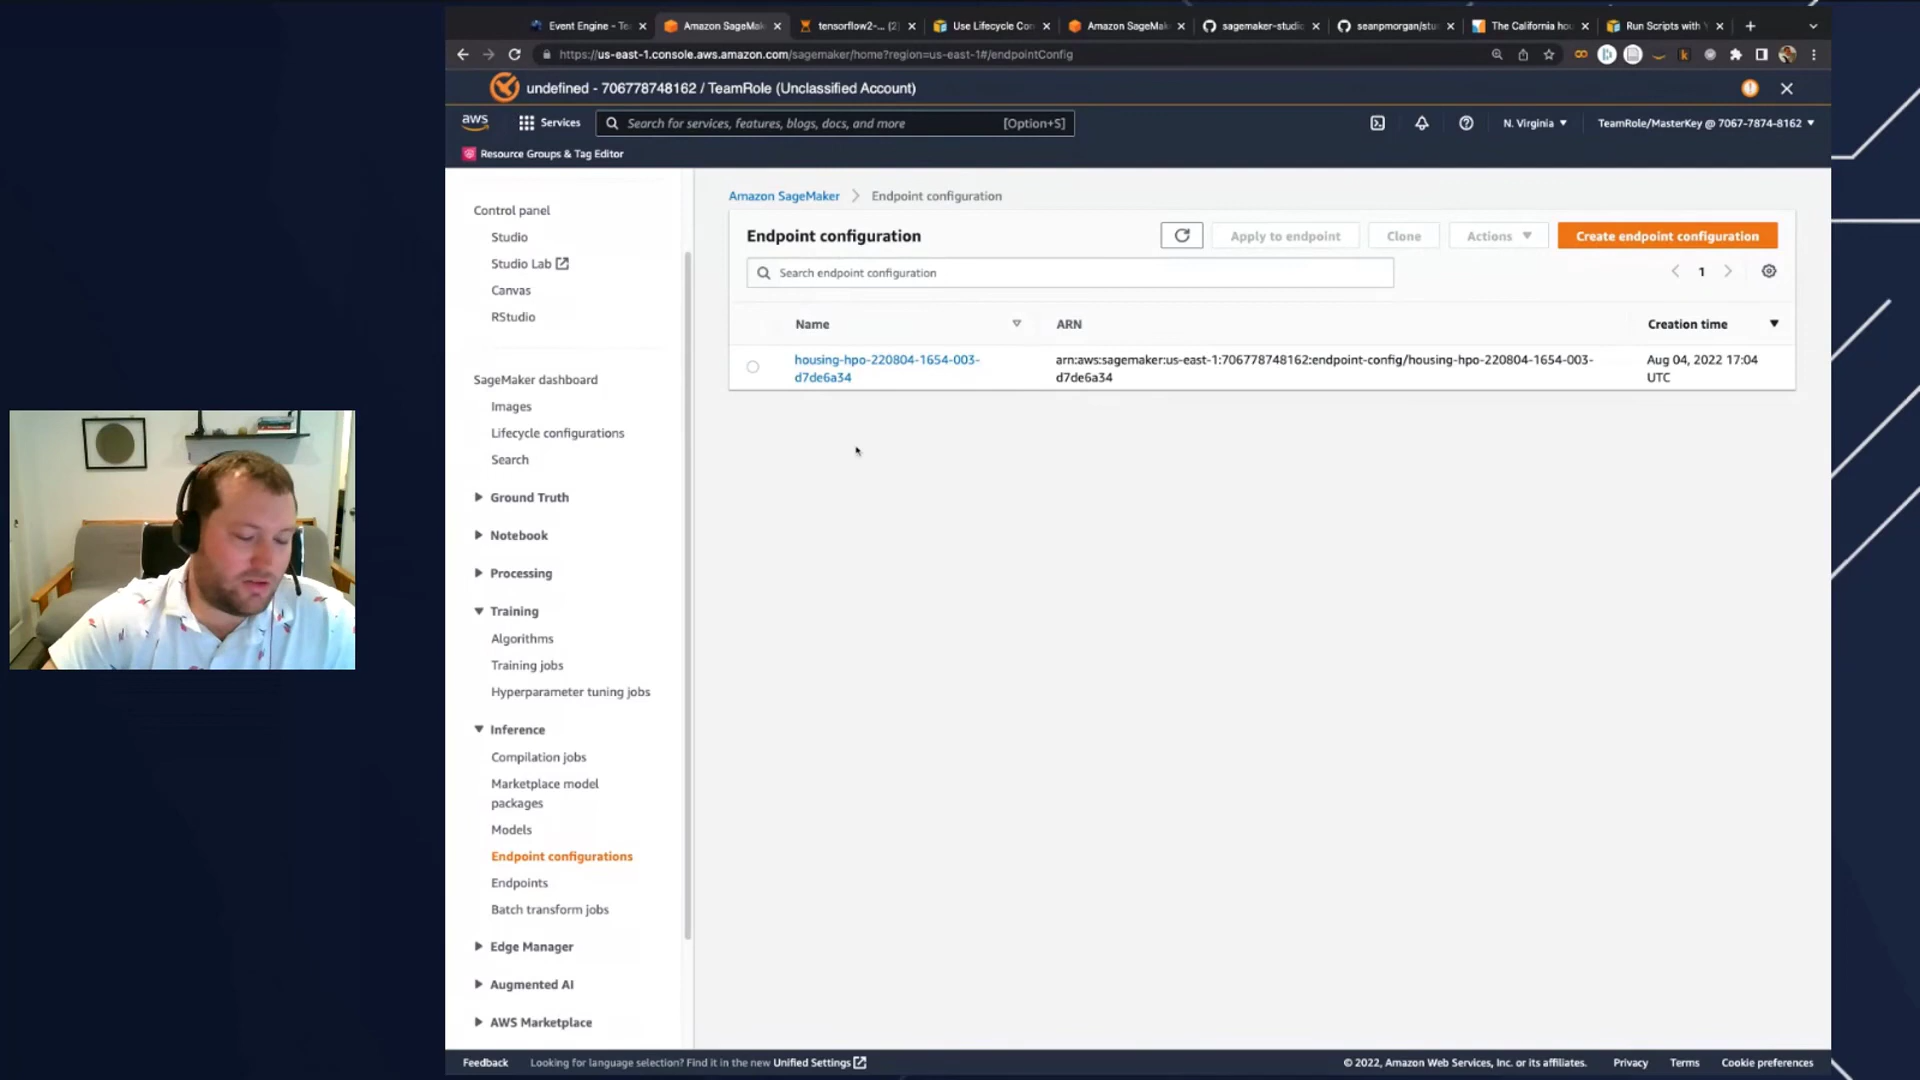 Event Engine - Te
Amazon SageMak
tensorflow2-... (2)
Use Lifecycle Con
Amazon SageMak
sagemaker-studi
seanpmorgan/stu
The California hou
Run Scripts with
https://us-east-1.console.aws.amazon.com/sagemaker/home?region=us-east-1#/endpointConfig
undefined - 706778748162 / TeamRole (Unclassified Account)
aws
Services
Search for services, features, blogs, docs, and more
[Option+S]
N. Virginia
TeamRole/MasterKey @ 7067-7874-8162
Resource Groups & Tag Editor
Control panel
Studio
Studio Lab
Canvas
RStudio
SageMaker dashboard
Images
Lifecycle configurations
Search
Ground Truth
Notebook
Processing
Training
Algorithms
Training jobs
Hyperparameter tuning jobs
Inference
Compilation jobs
Marketplace model
packages
Models
Endpoint configurations
Endpoints
Batch transform jobs
Edge Manager
Augmented AI
AWS Marketplace
Amazon SageMaker
Endpoint configuration
Endpoint configuration
Apply to endpoint
Clone
Actions
Create endpoint configuration
Search endpoint configuration
1
Name
ARN
Creation time
housing-hpo-220804-1654-003-
d7de6a34
arn:aws:sagemaker:us-east-1:706778748162:endpoint-config/housing-hpo-220804-1654-003-
d7de6a34
Aug 04, 2022 17:04
UTC
Feedback
Looking for language selection? Find it in the new Unified Settings
© 2022, Amazon Web Services, Inc. or its affiliates.
Privacy
Terms
Cookie preferences